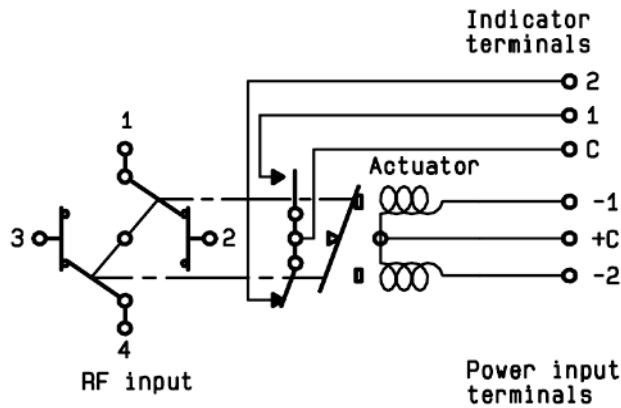 Indicator
terminals
2
1
C
Actuator
1
3
2
4
-1
+C
-2
RF input
Power input
terminals